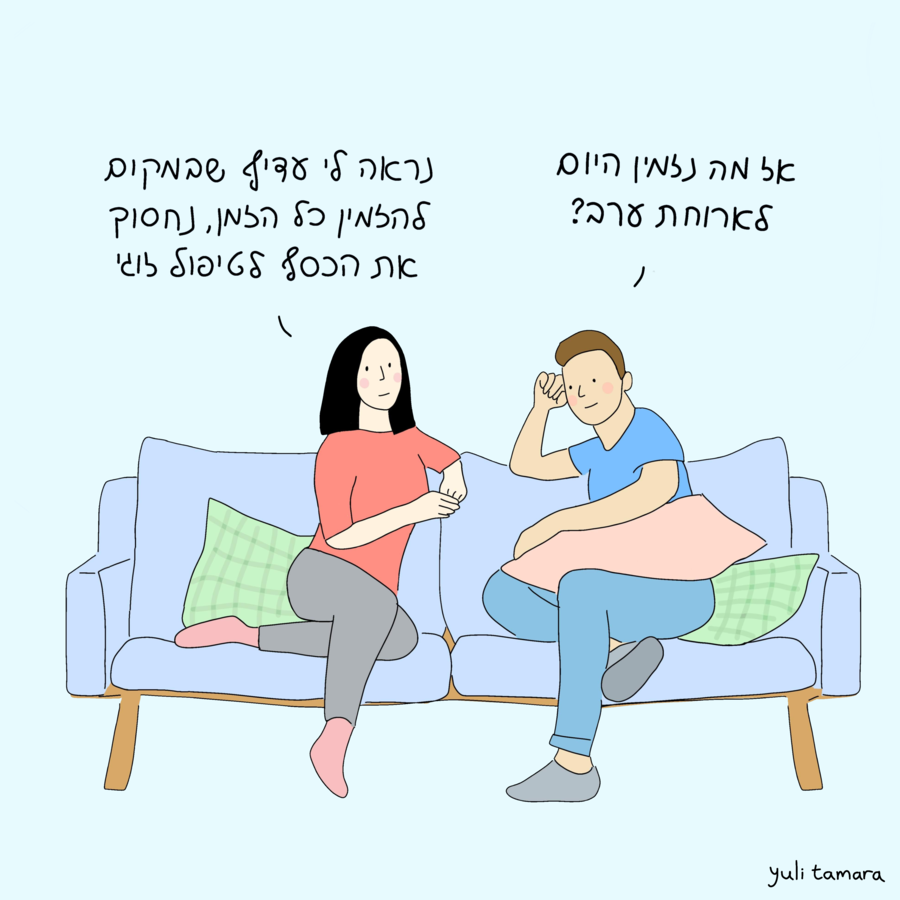 אז מה נזמין היום
לארוחת ערב?
נראה לי עדיף שבמקום
להזמין כל הזמן, נחסוך
את הכסף לטיפול זוגי
yuli tamara